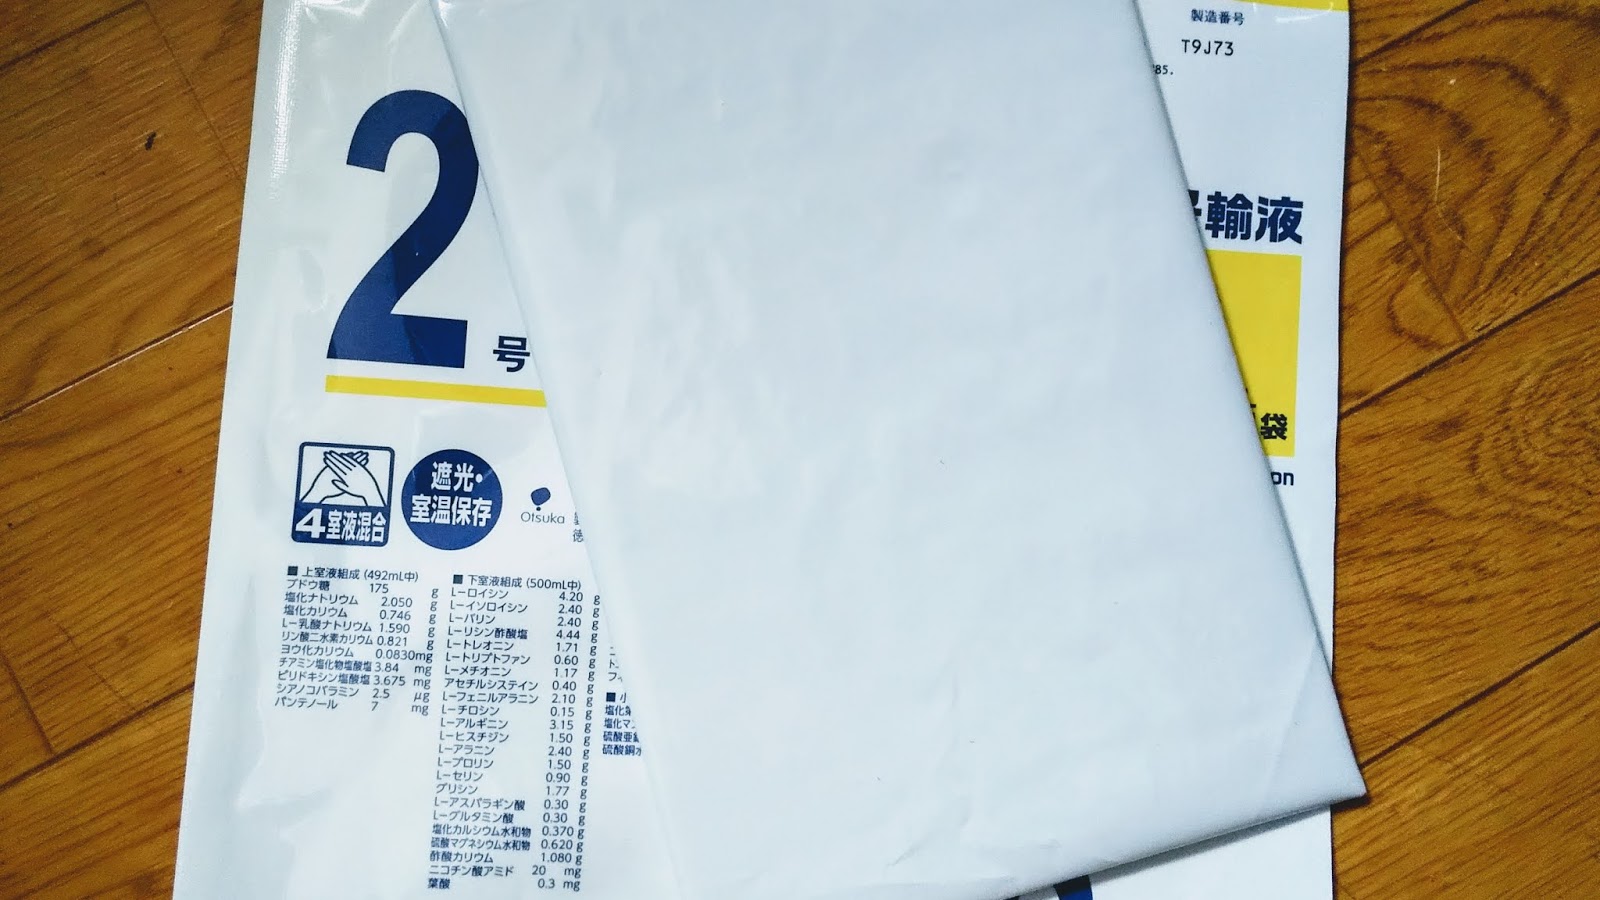 製造番号
T9J73
85.
輸液
2
号
袋
on
4室液混合
遮光・
室温保存
Otsuka
■ 上室液組成 (492mL中)
ブドウ糖 175 g
塩化ナトリウム 2.050 g
塩化カリウム 0.746 g
L-乳酸ナトリウム 1.590 g
リン酸二水素カリウム 0.821 g
ヨウ化カリウム 0.0830mg
チアミン塩化物塩酸塩 3.84 mg
ピリドキシン塩酸塩 3.675 mg
シアノコバラミン 2.5 μg
パンテノール 7 mg
■ 下室液組成 (500mL中)
L-ロイシン 4.20 g
L-イソロイシン 2.40 g
L-バリン 2.40 g
L-リシン酢酸塩 4.44 g
L-トレオニン 1.71 g
L-トリプトファン 0.60 g
L-メチオニン 1.17 g
アセチルシステイン 0.40 g
L-フェニルアラニン 2.10 g
L-チロシン 0.15 g
L-アルギニン 3.15 g
L-ヒスチジン 1.50 g
L-アラニン 2.40 g
L-プロリン 1.50 g
L-セリン 0.90 g
グリシン 1.77 g
L-アスパラギン酸 0.30 g
L-グルタミン酸 0.30 g
塩化カルシウム水和物 0.370 g
硫酸マグネシウム水和物 0.620 g
酢酸カリウム 1.080 g
ニコチン酸アミド 20 mg
葉酸 0.3 mg
■ 小
塩化
塩化マ
硫酸亜
硫酸銅水